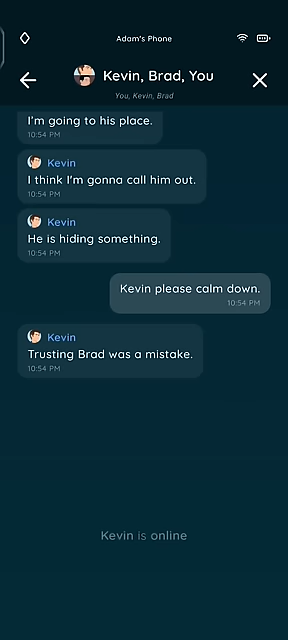 Adam's Phone
Kevin, Brad, You
You, Kevin, Brad
I'm going to his place.
10:54 PM
Kevin
I think I'm gonna call him out.
10:54 PM
Kevin
He is hiding something.
10:54 PM
Kevin please calm down.
10:54 PM
Kevin
Trusting Brad was a mistake.
10:54 PM
Kevin is online